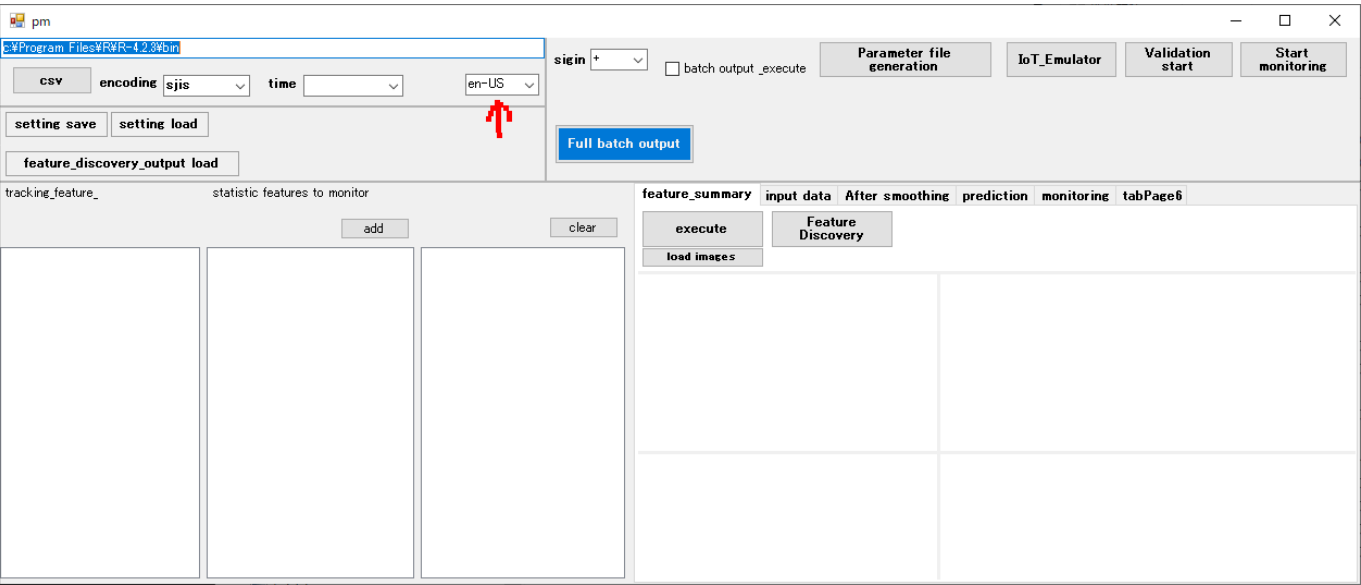 pm
c:¥Program Files¥R¥R-4.2.3¥bin
csv
encoding
sjis
time
en-US
setting save
setting load
feature_discovery_output load
sigin
+
batch output _execute
Parameter file
generation
IoT_Emulator
Validation
start
Start
monitoring
Full batch output
tracking_feature_
statistic features to monitor
add
clear
feature_summary
input data
After smoothing
prediction
monitoring
tabPage6
execute
Feature
Discovery
load images